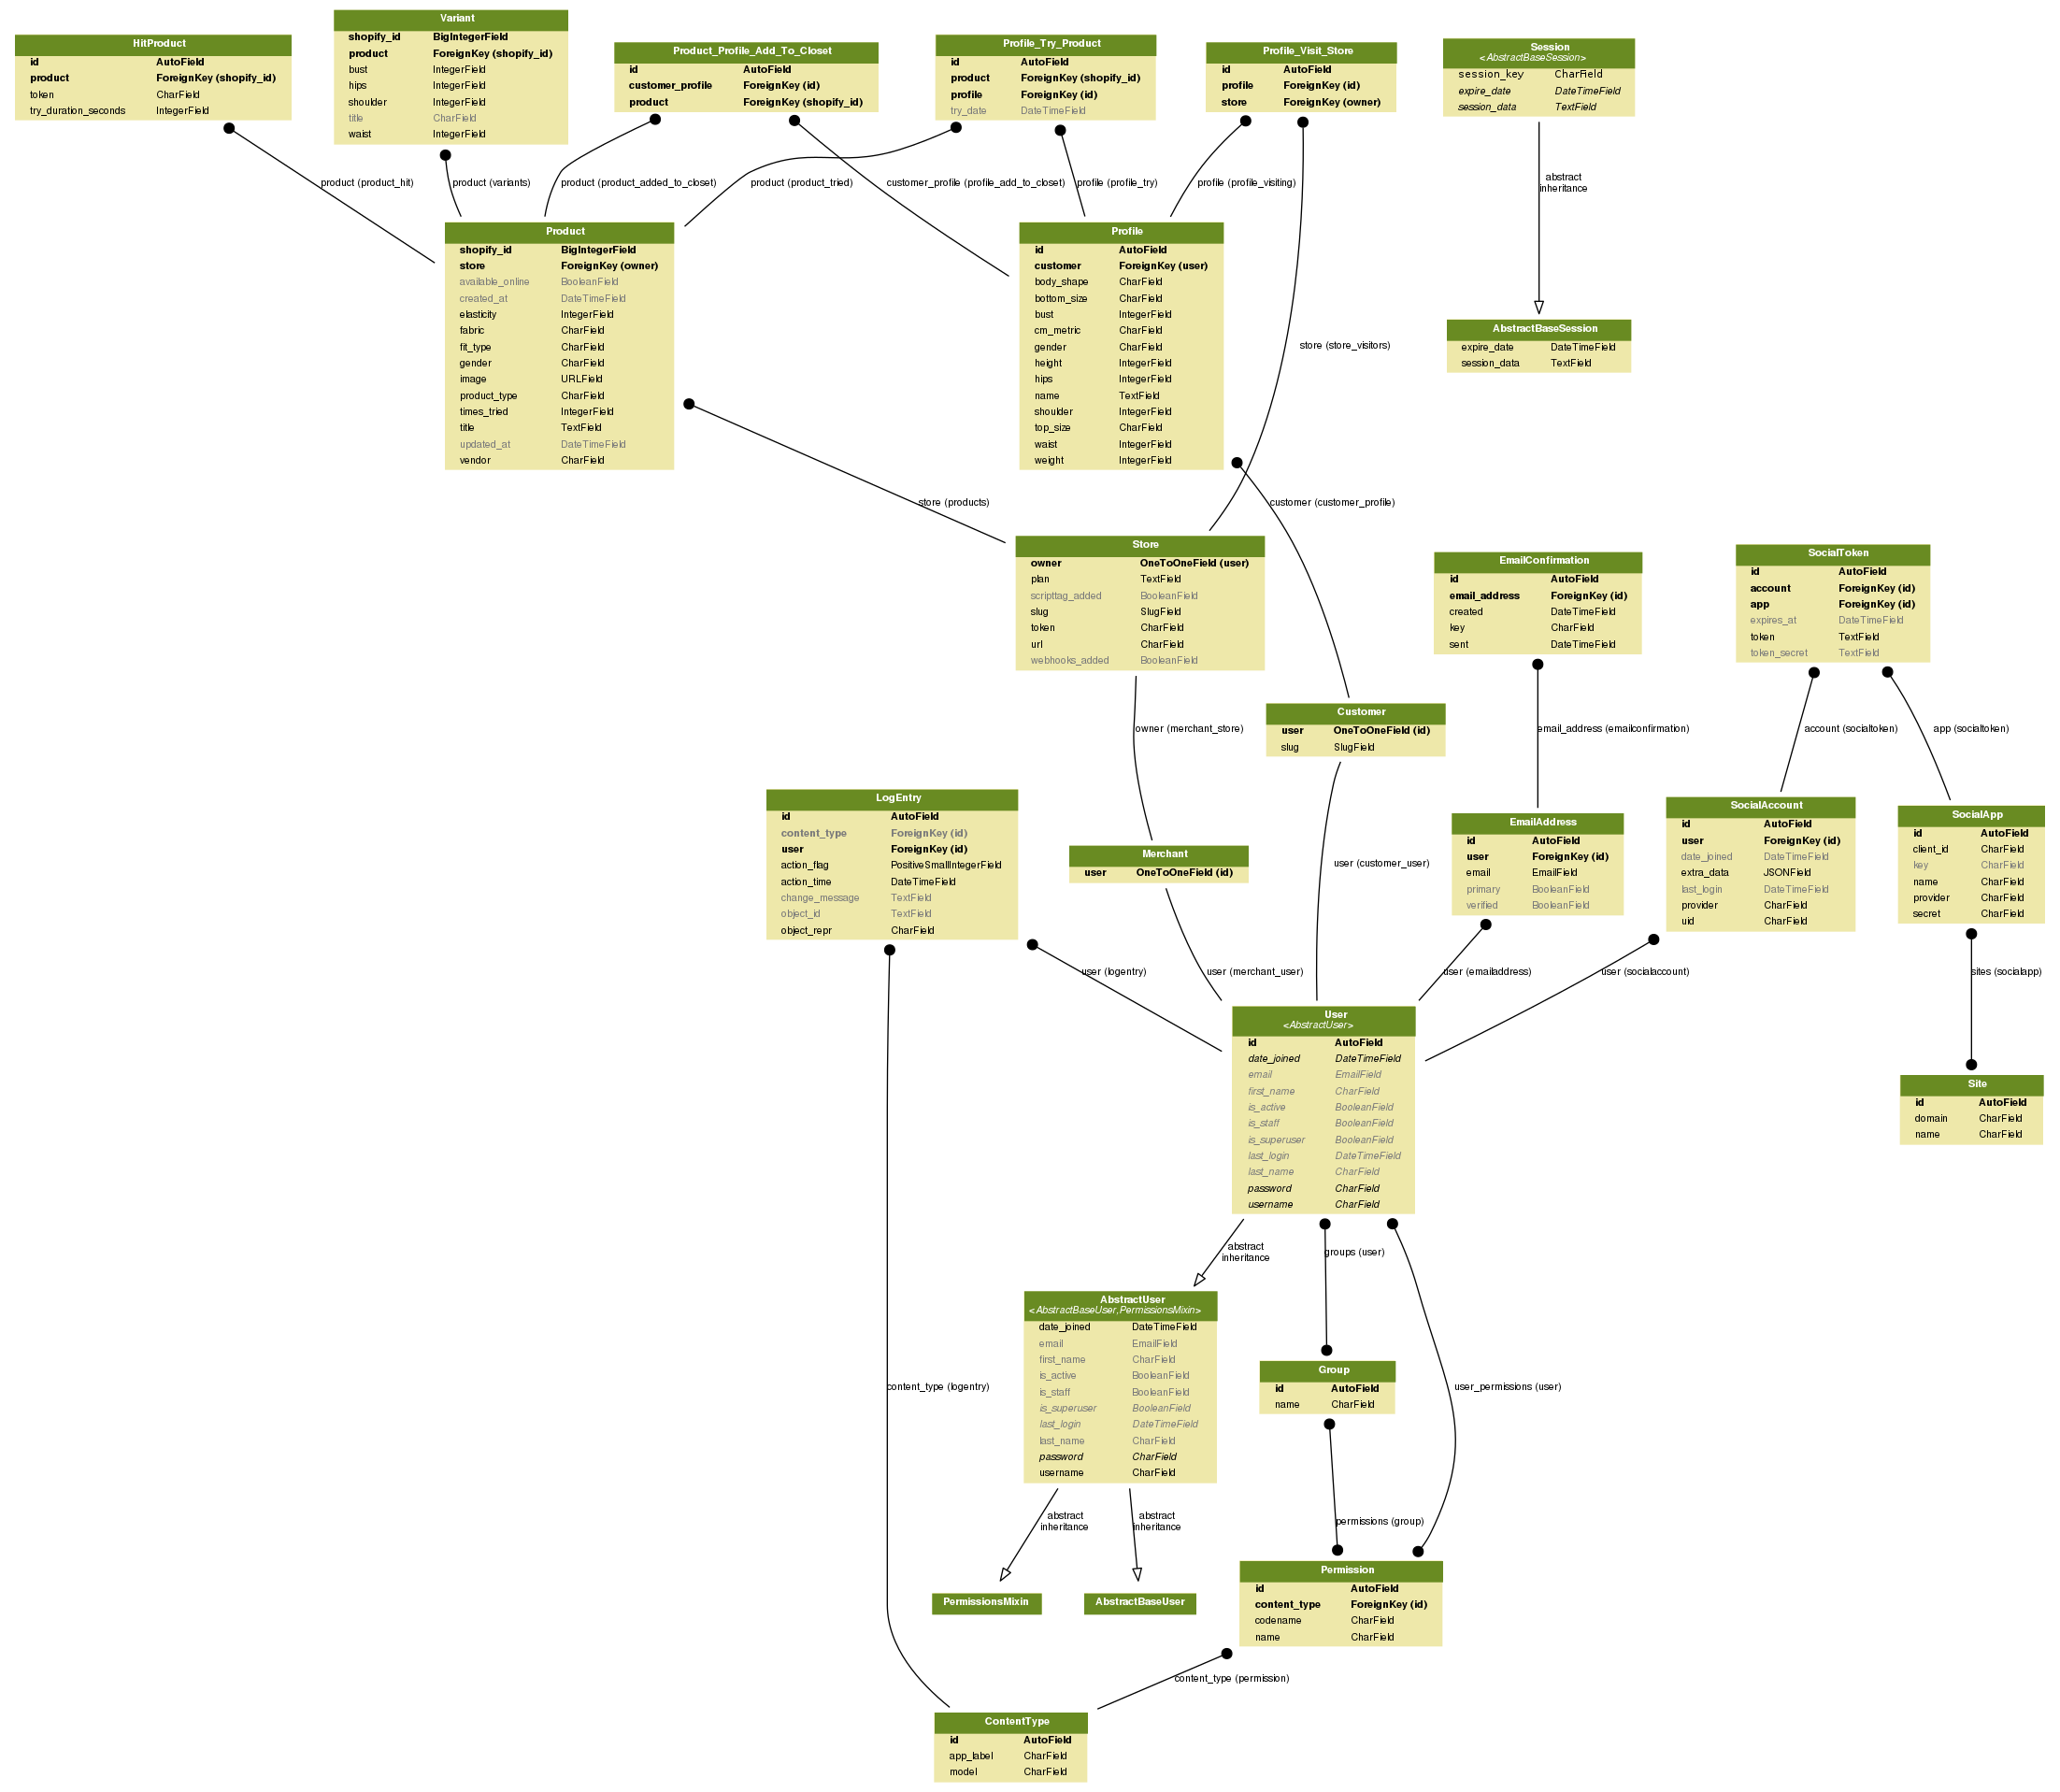 HitProduct
id AutoField
product ForeignKey (shopify_id)
token CharField
try_duration_seconds IntegerField
Variant
shopify_id BigIntegerField
product ForeignKey (shopify_id)
bust IntegerField
hips IntegerField
shoulder IntegerField
title CharField
waist IntegerField
Product_Profile_Add_To_Closet
id AutoField
customer_profile ForeignKey (id)
product ForeignKey (shopify_id)
Profile_Try_Product
id AutoField
product ForeignKey (shopify_id)
profile ForeignKey (id)
try_date DateTimeField
Profile_Visit_Store
id AutoField
profile ForeignKey (id)
store ForeignKey (owner)
Session
<AbstractBaseSession>
session_key CharField
expire_date DateTimeField
session_data TextField
product (product_hit)
product (variants)
product (product_added_to_closet)
product (product_tried)
customer_profile (profile_add_to_closet)
profile (profile_try)
profile (profile_visiting)
abstract
inheritance
Product
shopify_id BigIntegerField
store ForeignKey (owner)
available_online BooleanField
created_at DateTimeField
elasticity IntegerField
fabric CharField
fit_type CharField
gender CharField
image URLField
product_type CharField
times_tried IntegerField
title TextField
updated_at DateTimeField
vendor CharField
Profile
id AutoField
customer ForeignKey (user)
body_shape CharField
bottom_size CharField
bust IntegerField
cm_metric CharField
gender CharField
height IntegerField
hips IntegerField
name TextField
shoulder IntegerField
top_size CharField
waist IntegerField
weight IntegerField
store (store_visitors)
AbstractBaseSession
expire_date DateTimeField
session_data TextField
store (products)
customer (customer_profile)
Store
owner OneToOneField (user)
plan TextField
scripttag_added BooleanField
slug SlugField
token CharField
url CharField
webhooks_added BooleanField
EmailConfirmation
id AutoField
email_address ForeignKey (id)
created DateTimeField
key CharField
sent DateTimeField
SocialToken
id AutoField
account ForeignKey (id)
app ForeignKey (id)
expires_at DateTimeField
token TextField
token_secret TextField
Customer
user OneToOneField (id)
slug SlugField
owner (merchant_store)
email_address (emailconfirmation)
account (socialtoken)
app (socialtoken)
LogEntry
id AutoField
content_type ForeignKey (id)
user ForeignKey (id)
action_flag PositiveSmallIntegerField
action_time DateTimeField
change_message TextField
object_id TextField
object_repr CharField
Merchant
user OneToOneField (id)
user (customer_user)
EmailAddress
id AutoField
user ForeignKey (id)
email EmailField
primary BooleanField
verified BooleanField
SocialAccount
id AutoField
user ForeignKey (id)
date_joined DateTimeField
extra_data JSONField
last_login DateTimeField
provider CharField
uid CharField
SocialApp
id AutoField
client_id CharField
key CharField
name CharField
provider CharField
secret CharField
user (logentry)
user (merchant_user)
user (emailaddress)
user (socialaccount)
sites (socialapp)
User
<AbstractUser>
id AutoField
date_joined DateTimeField
email EmailField
first_name CharField
is_active BooleanField
is_staff BooleanField
is_superuser BooleanField
last_login DateTimeField
last_name CharField
password CharField
username CharField
Site
id AutoField
domain CharField
name CharField
abstract
inheritance
groups (user)
AbstractUser
<AbstractBaseUser,PermissionsMixin>
date_joined DateTimeField
email EmailField
first_name CharField
is_active BooleanField
is_staff BooleanField
is_superuser BooleanField
last_login DateTimeField
last_name CharField
password CharField
username CharField
Group
id AutoField
name CharField
content_type (logentry)
user_permissions (user)
abstract
inheritance
abstract
inheritance
permissions (group)
PermissionsMixin
AbstractBaseUser
Permission
id AutoField
content_type ForeignKey (id)
codename CharField
name CharField
content_type (permission)
ContentType
id AutoField
app_label CharField
model CharField